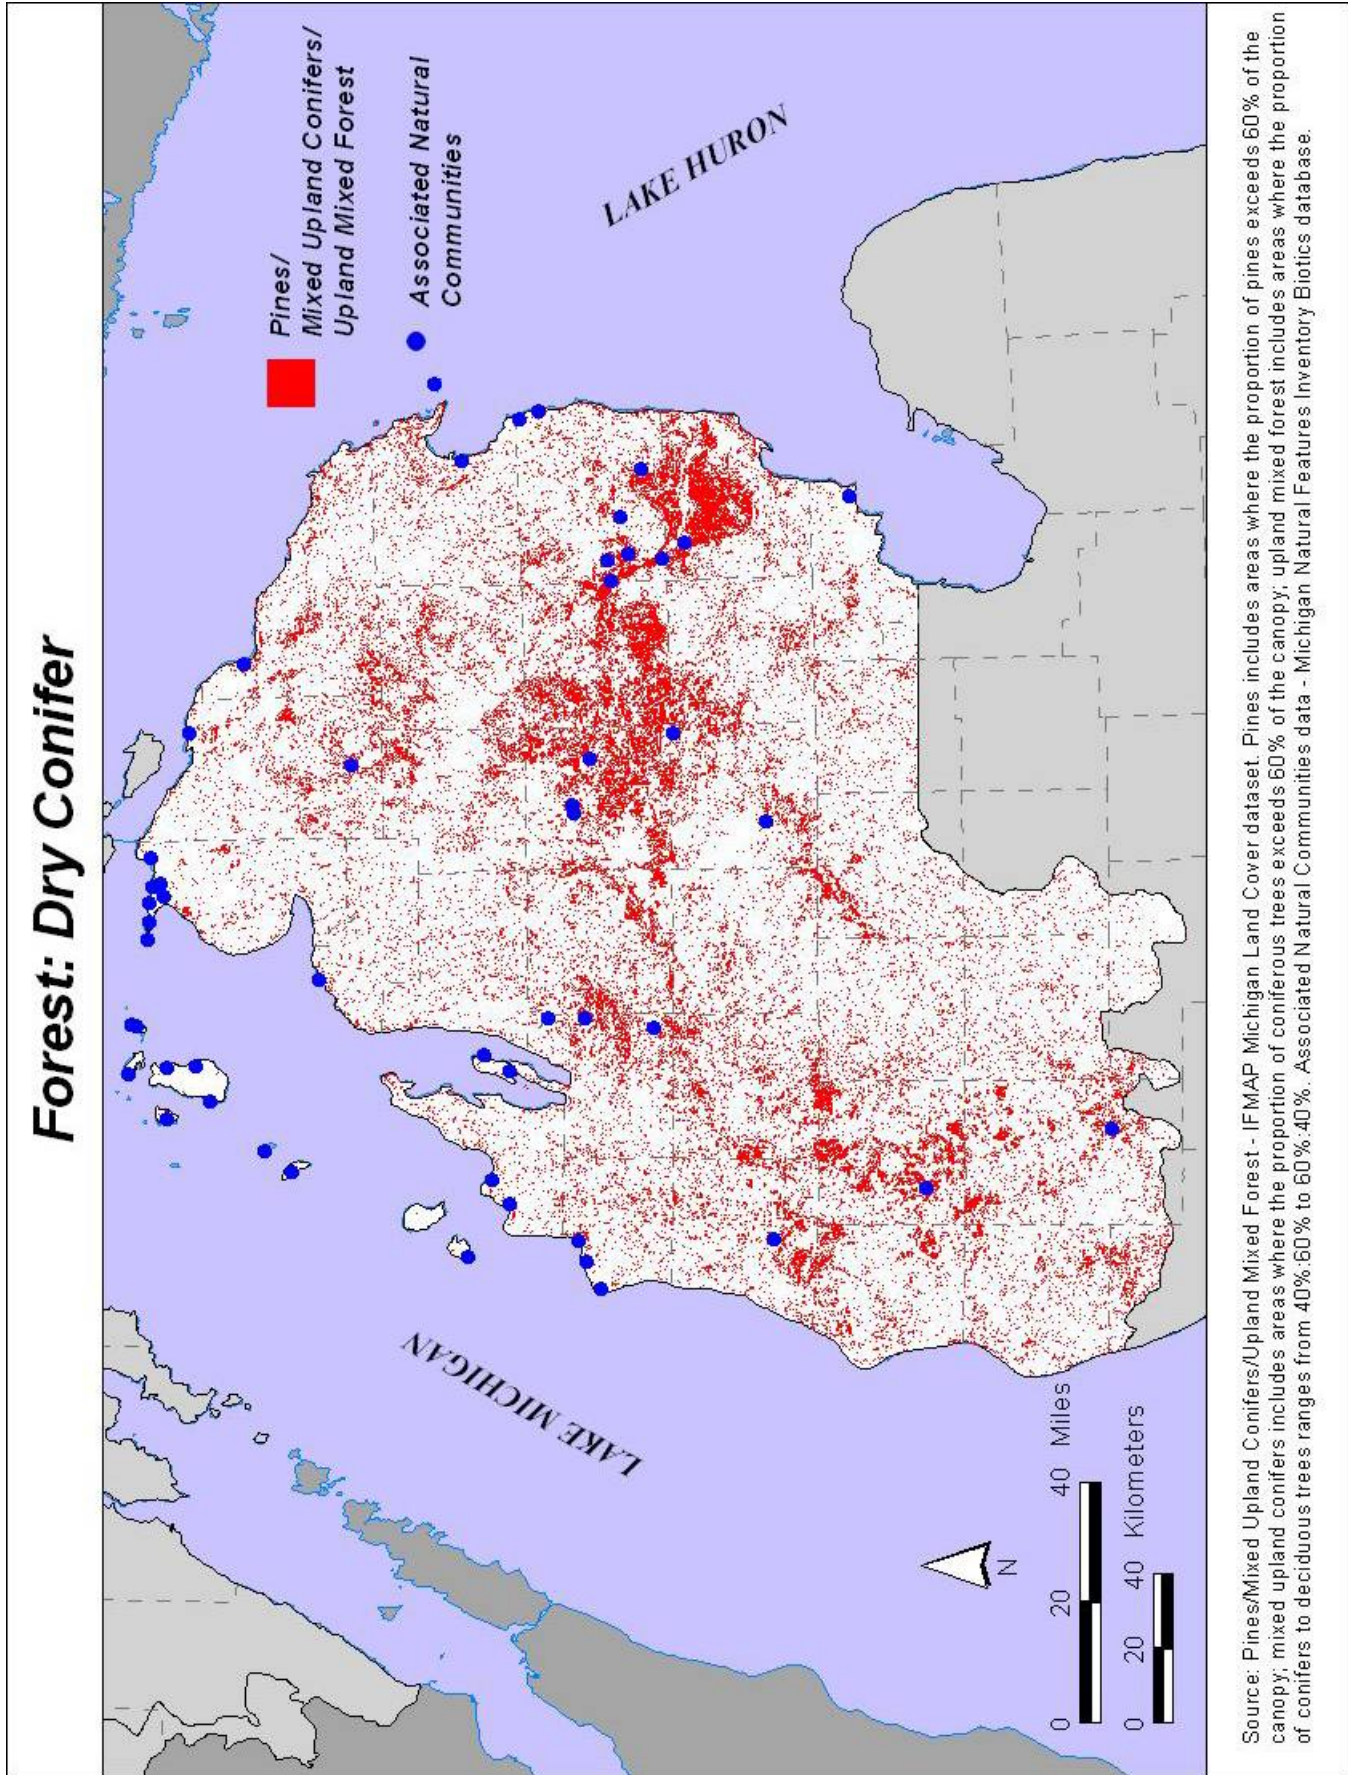 Forest: Dry Conifer
Pines/
Mixed Upland Conifers/
Upland Mixed Forest
Associated Natural
Communities
LAKE HURON
LAKE MICHIGAN
N
0 20 40 Miles
0 20 40 Kilometers
Source: Pines/Mixed Upland Conifers/Upland Mixed Forest - IFMAP Michigan Land Cover dataset. Pines includes areas where the proportion of pines exceeds 60% of the
canopy; mixed upland conifers includes areas where the proportion of coniferous trees exceeds 60% of the canopy; upland mixed forest includes areas where the proportion
of conifers to deciduous trees ranges from 40%:60% to 60%:40%. Associated Natural Communities data - Michigan Natural Features Inventory Biotics database.